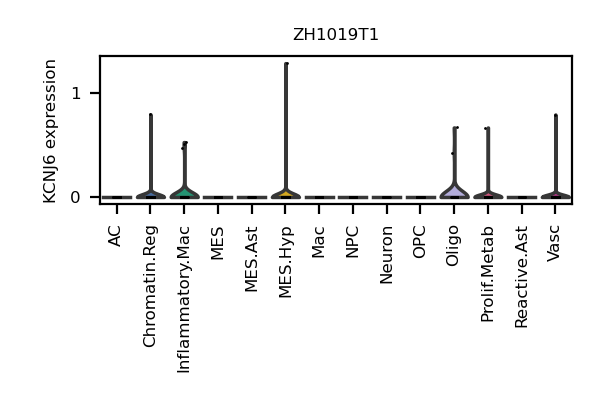 ZH1019T1
KCNJ6 expression
1
0
AC
Chromatin.Reg
Inflammatory.Mac
MES
MES.Ast
MES.Hyp
Mac
NPC
Neuron
OPC
Oligo
Prolif.Metab
Reactive.Ast
Vasc